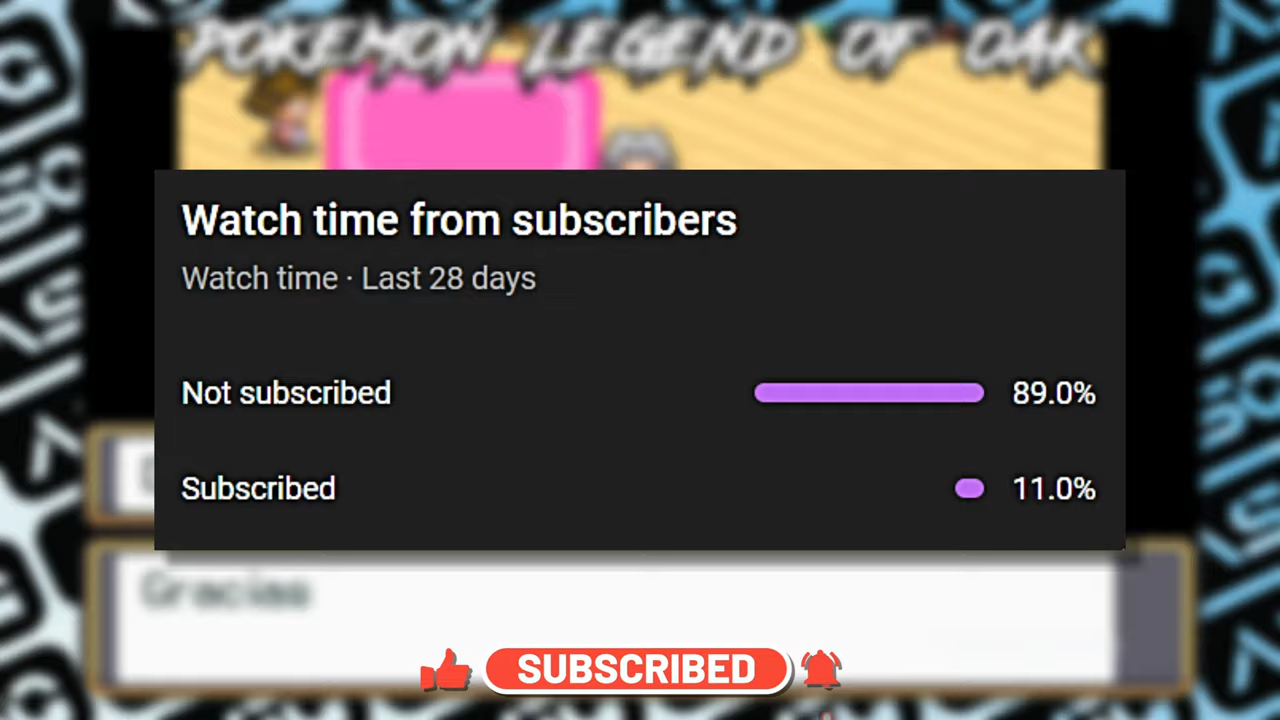 POKEMON LEGEND OF OAK
Watch time from subscribers
Watch time · Last 28 days
Not subscribed 89.0%
Subscribed 11.0%
Gracias
SUBSCRIBED